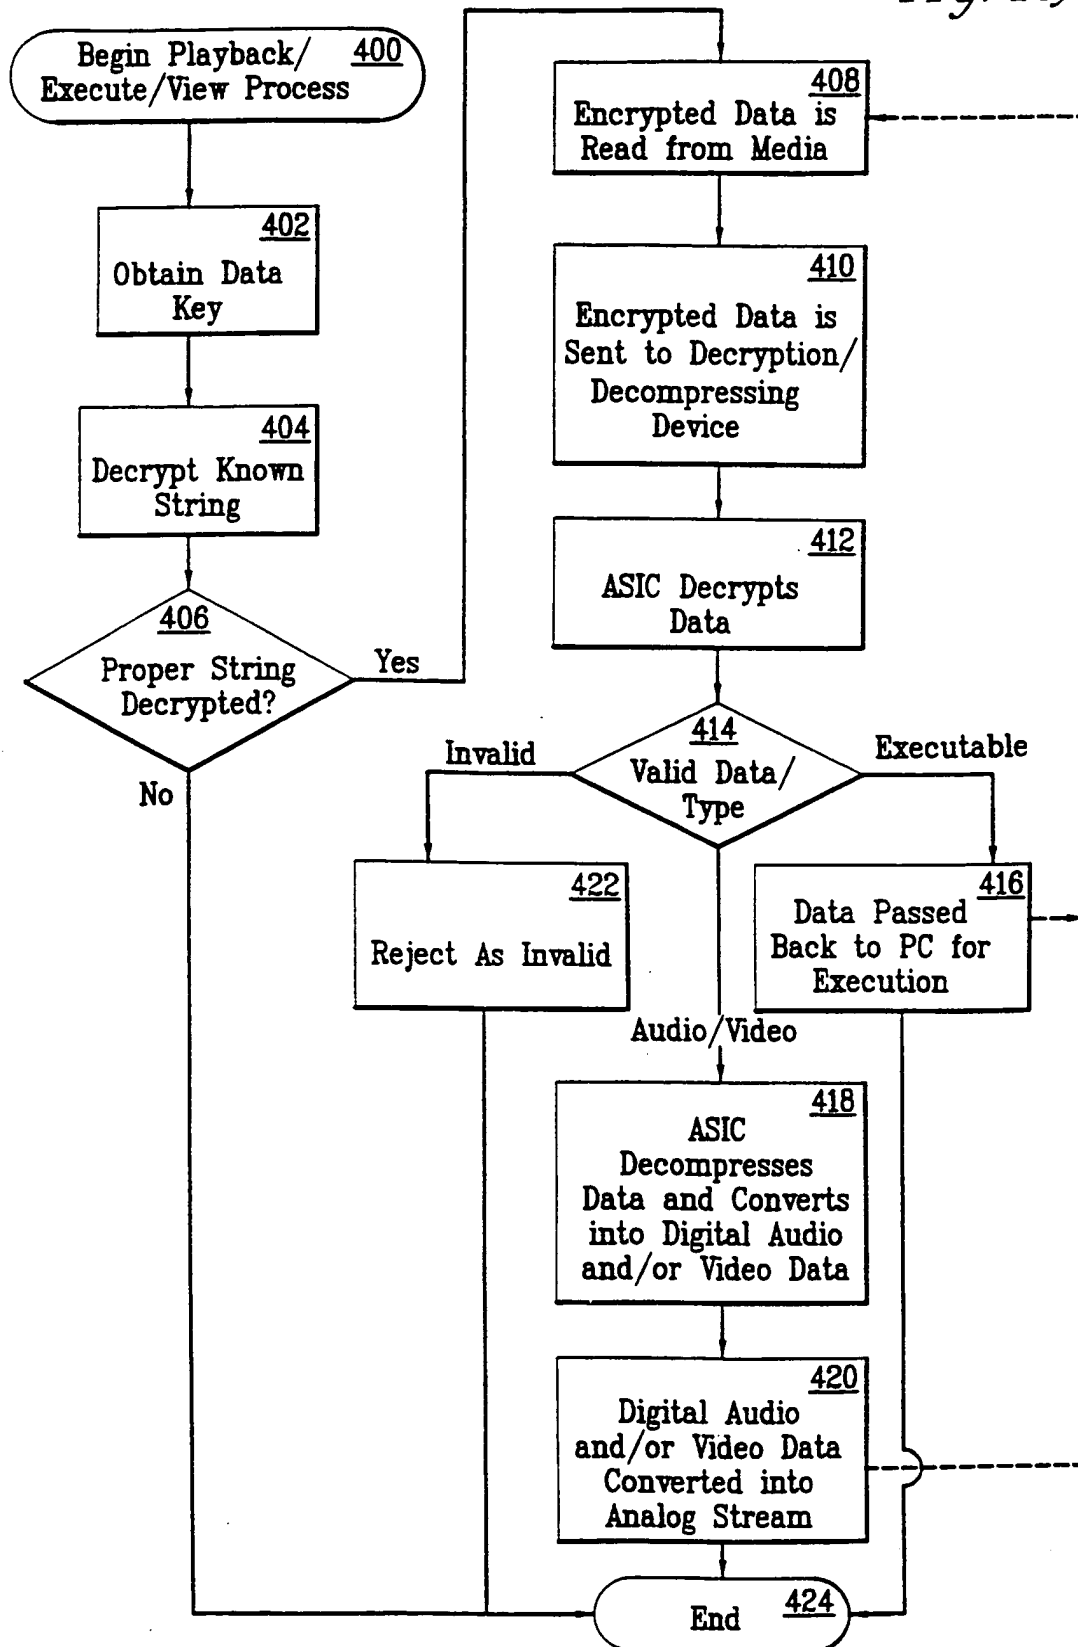 Begin Playback/ 400
Execute/View Process
402
Obtain Data
Key
404
Decrypt Known
String
406
Proper String
Decrypted?
Yes
No
408
Encrypted Data is
Read from Media
410
Encrypted Data is
Sent to Decryption/
Decompressing
Device
412
ASIC Decrypts
Data
414
Valid Data/
Type
Invalid
Executable
422
Reject As Invalid
416
Data Passed
Back to PC for
Execution
Audio/Video
418
ASIC
Decompresses
Data and Converts
into Digital Audio
and/or Video Data
420
Digital Audio
and/or Video Data
Converted into
Analog Stream
End 424